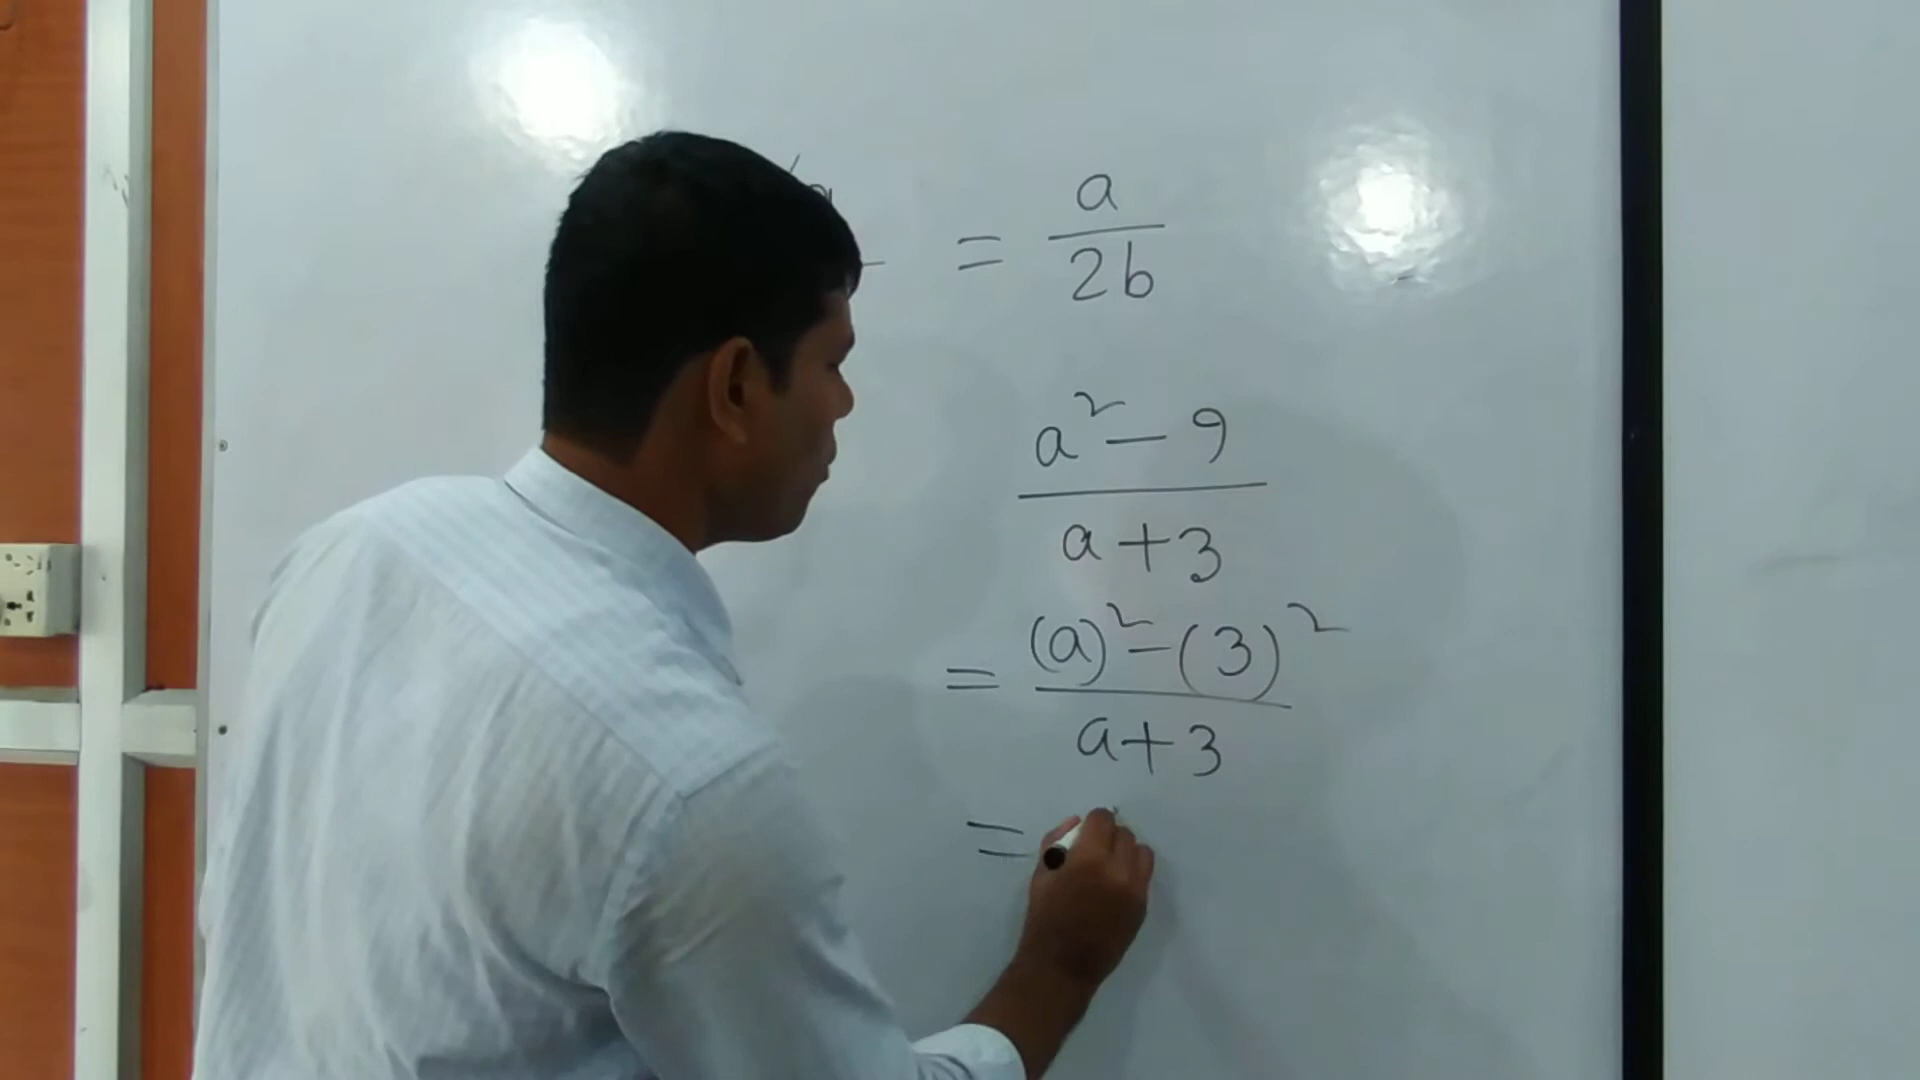 = a/2b
a² - 9 / a + 3
= (a)² - (3)² / a + 3
=